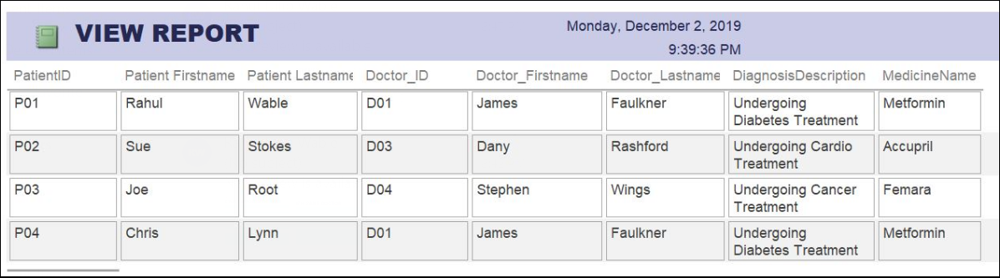 VIEW REPORT
Monday, December 2, 2019
9:39:36 PM
PatientID Patient Firstname Patient Lastname Doctor_ID Doctor_Firstname Doctor_Lastname DiagnosisDescription MedicineName
P01 Rahul Wable D01 James Faulkner Undergoing Metformin
Diabetes Treatment
P02 Sue Stokes D03 Dany Rashford Undergoing Cardio Accupril
Treatment
P03 Joe Root D04 Stephen Wings Undergoing Cancer Femara
Treatment
P04 Chris Lynn D01 James Faulkner Undergoing Metformin
Diabetes Treatment